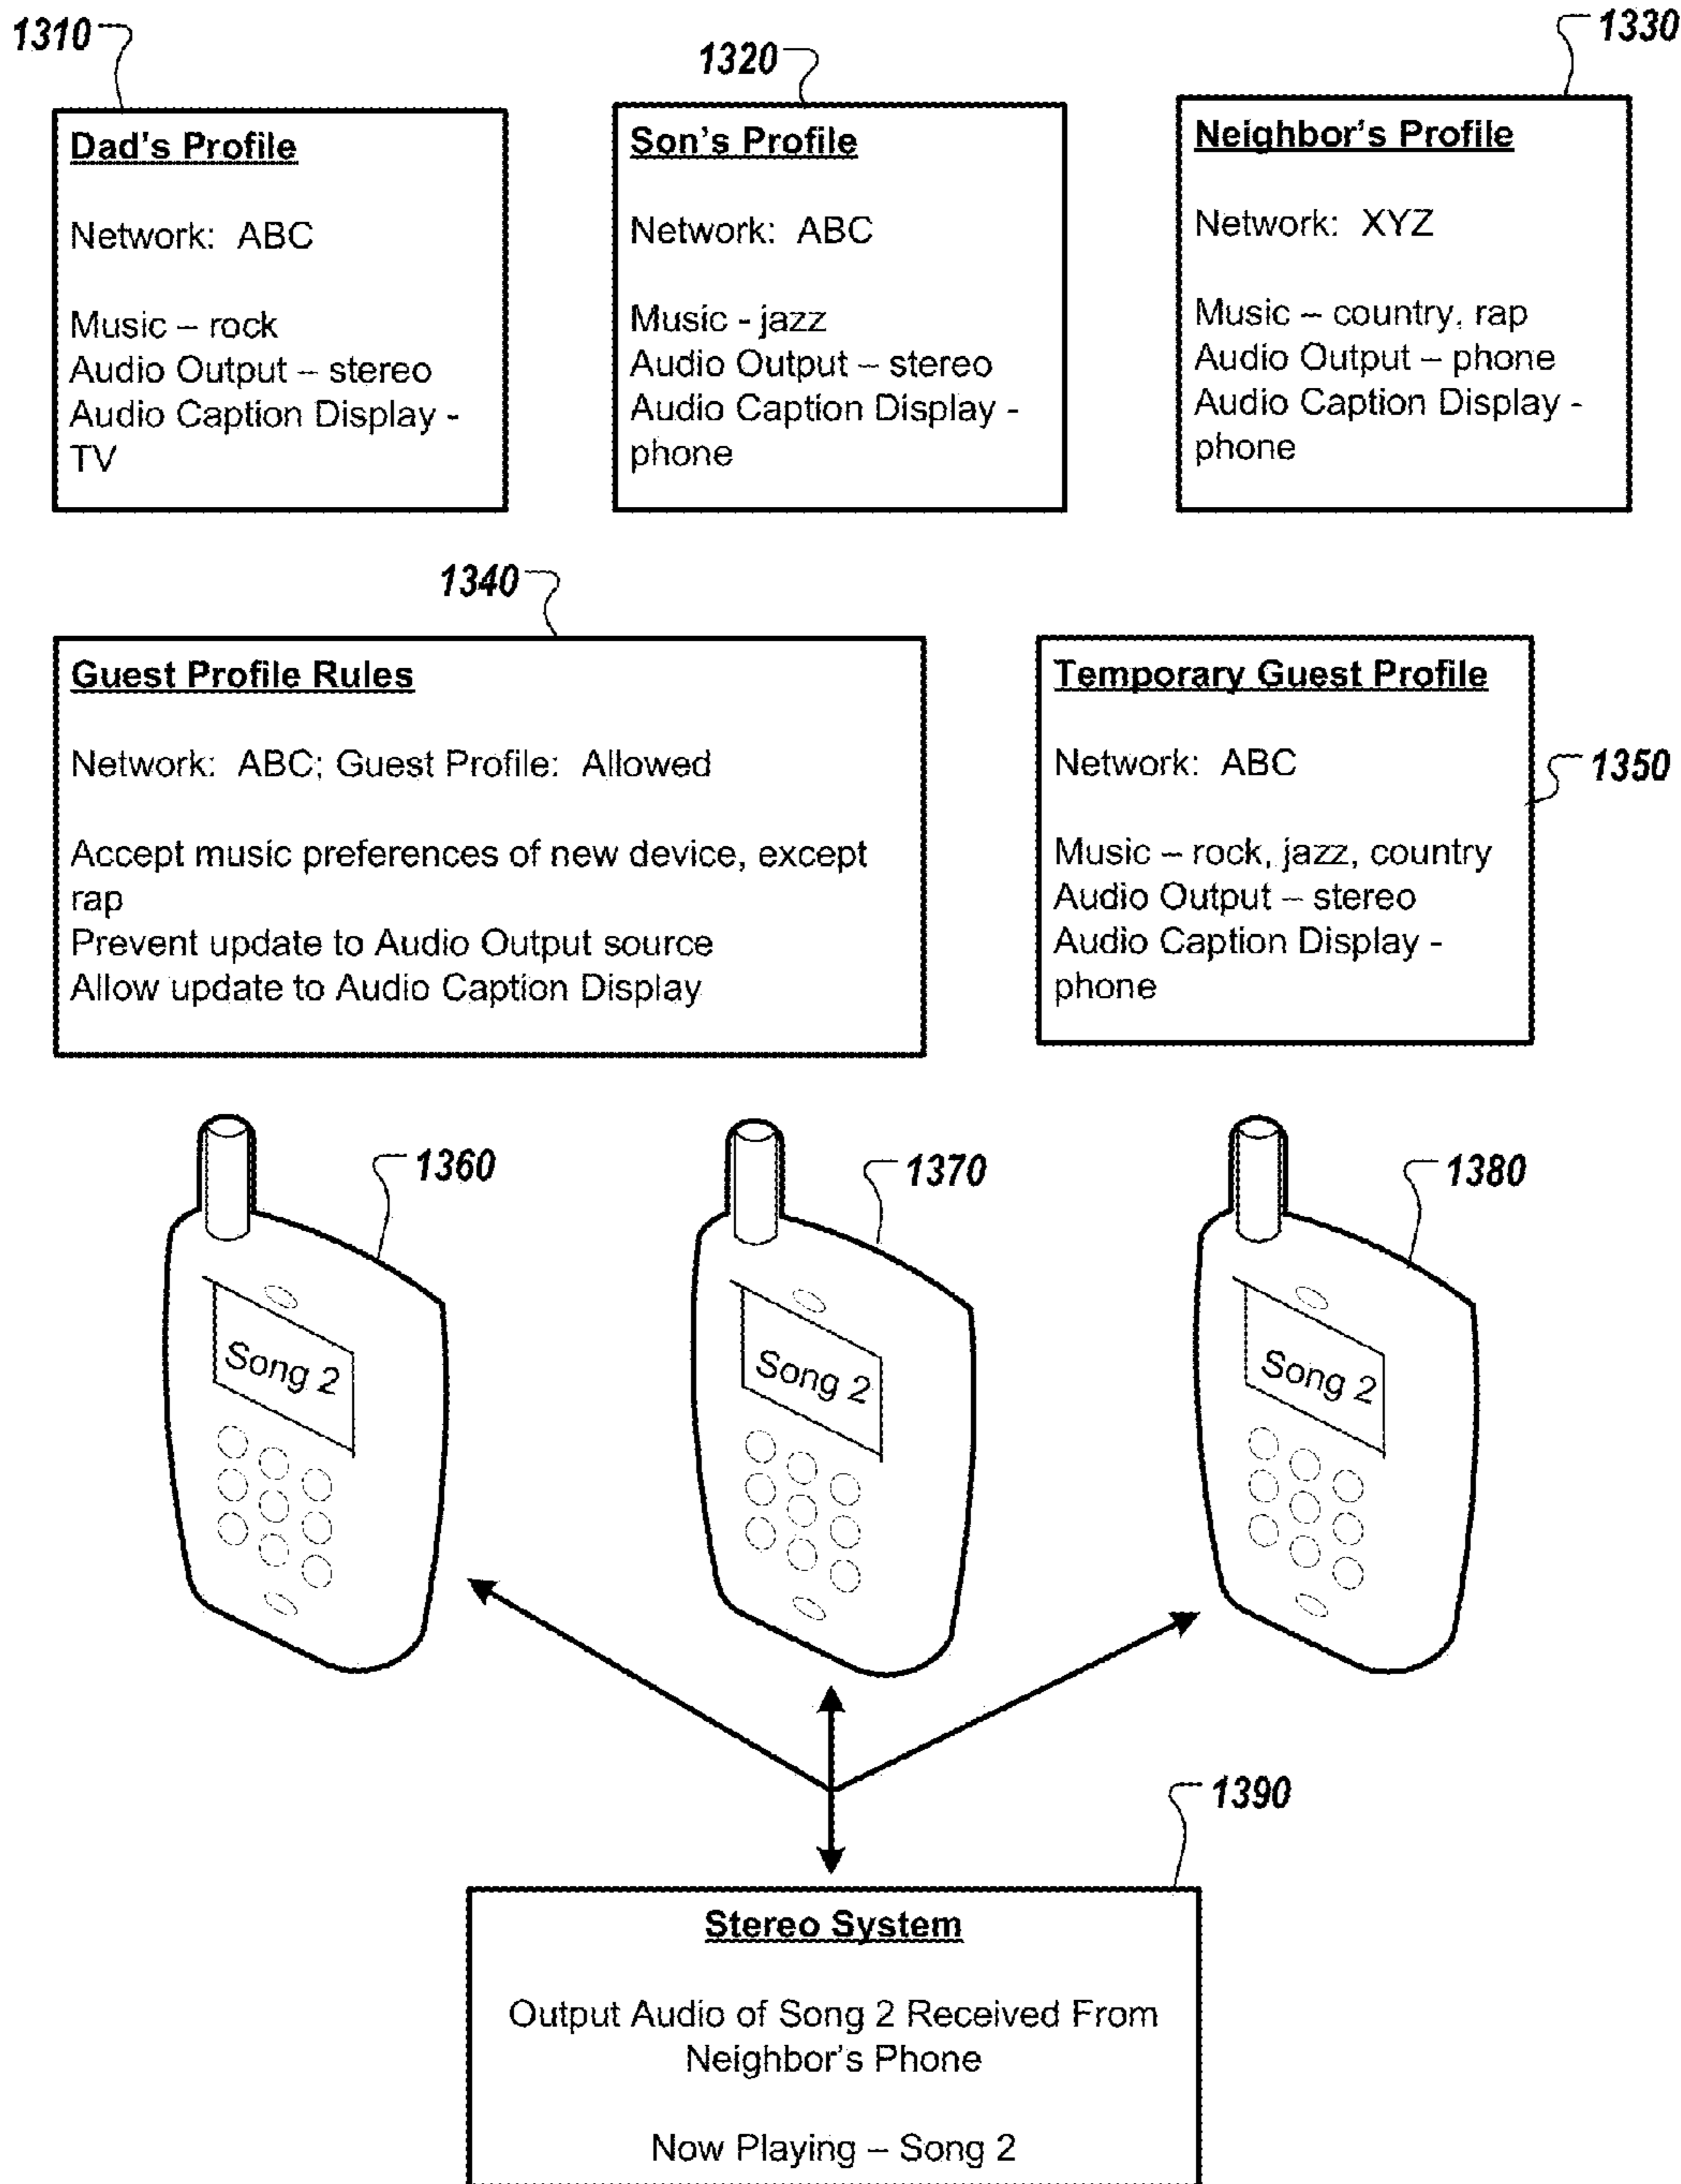 1310
1320
1330
Dad's Profile
Network: ABC
Music – rock
Audio Output – stereo
Audio Caption Display -
TV
Son's Profile
Network: ABC
Music - jazz
Audio Output – stereo
Audio Caption Display -
phone
Neighbor's Profile
Network: XYZ
Music – country, rap
Audio Output – phone
Audio Caption Display -
phone
1340
Guest Profile Rules
Network: ABC; Guest Profile: Allowed
Accept music preferences of new device, except
rap
Prevent update to Audio Output source
Allow update to Audio Caption Display
Temporary Guest Profile
Network: ABC
Music – rock, jazz, country
Audio Output – stereo
Audio Caption Display -
phone
1350
1360
1370
1380
Song 2
Song 2
Song 2
1390
Stereo System
Output Audio of Song 2 Received From
Neighbor's Phone
Now Playing – Song 2